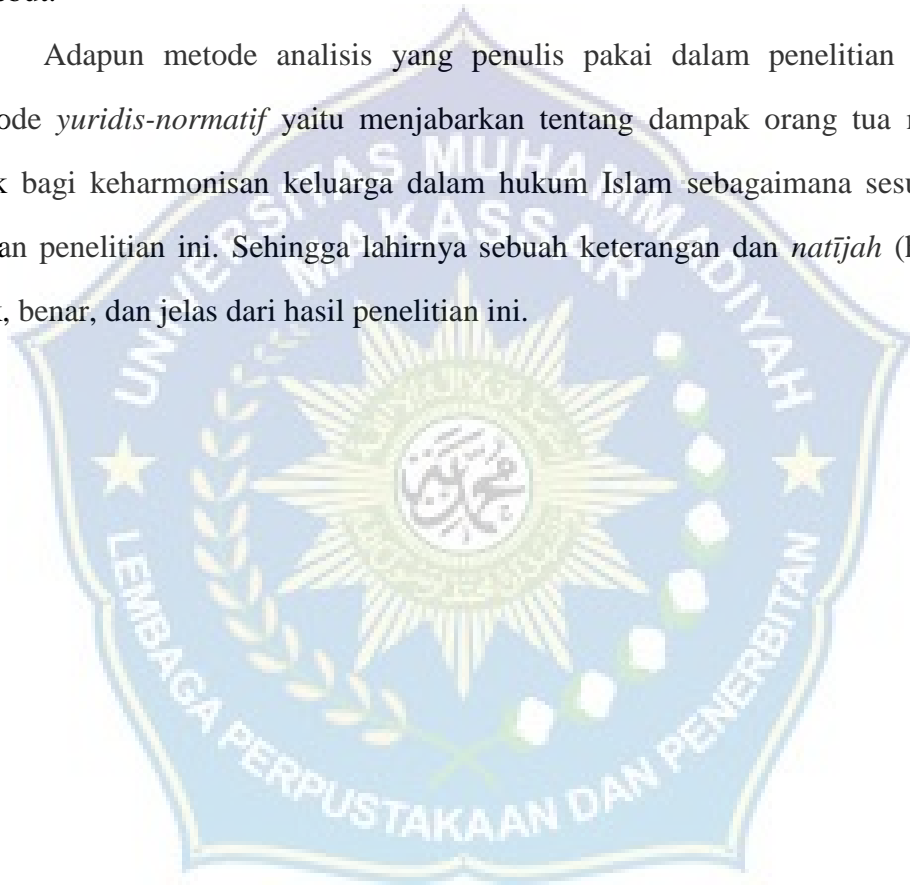 Adapun metode analisis yang penulis pakai dalam penelitian
ode yuridis-normatif yaitu menjabarkan tentang dampak orang tua
k bagi keharmonisan keluarga dalam hukum Islam sebagaimana
an penelitian ini. Sehingga lahirnya sebuah keterangan dan natījah
, benar, dan jelas dari hasil penelitian ini.
UNIVERSITAS MUHAMMADIYAH
MAKASSAR
LEMBAGA PERPUSTAKAAN DAN PENERBITAN